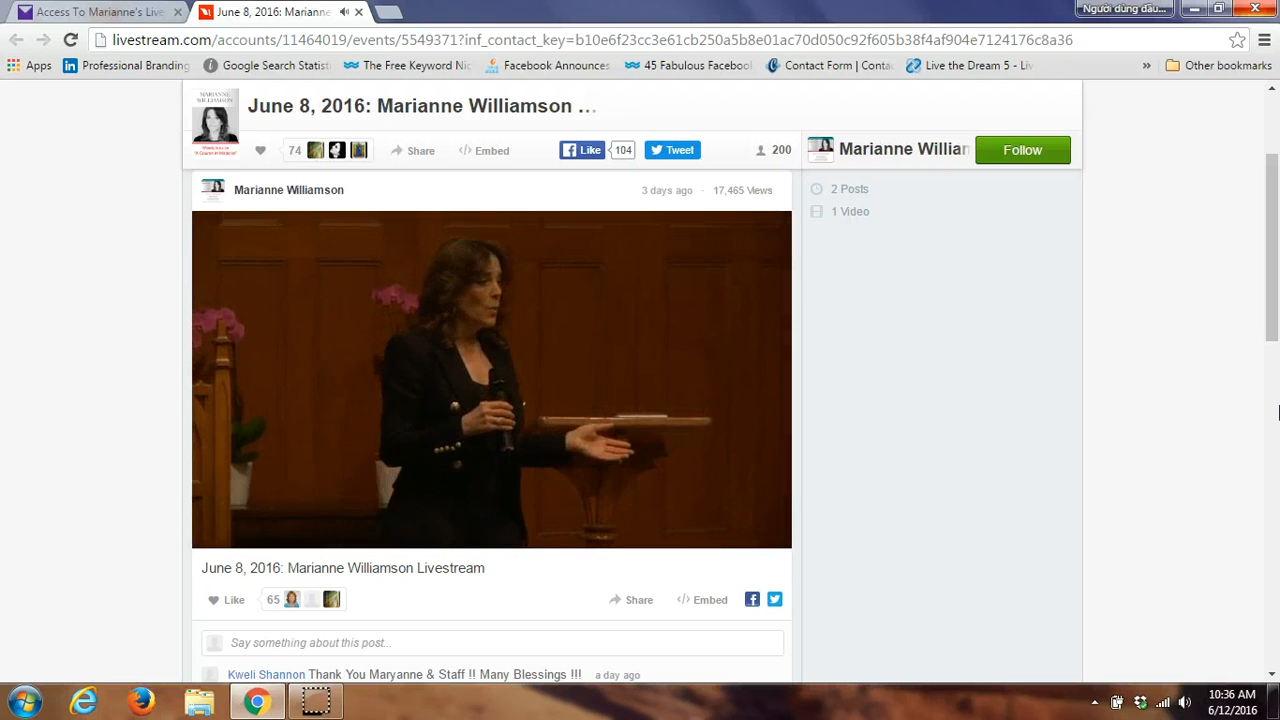 Access To Marianne's Live
June 8, 2016: Marianne
Người dùng đầu...
livestream.com/accounts/11464019/events/5549371?inf_contact_key=b10e6f23cc3e61cb250a5b8e01ac70d050c92f605b38f4af904e7124176c8a36
Apps Professional Branding Google Search Statisti The Free Keyword Nic Facebook Announces 45 Fabulous Facebook Contact Form | Conta Live the Dream 5 - Liv » Other bookmarks
MARIANNE
WILLIAMSON
June 8, 2016: Marianne Williamson ...
74 Share Embed Like 104 Tweet 200
Marianne Willian Follow
Marianne Williamson 3 days ago · 17,465 Views
2 Posts
1 Video
June 8, 2016: Marianne Williamson Livestream
Like 65 Share Embed
Say something about this post...
Kweli Shannon Thank You Maryanne & Staff !! Many Blessings !!! a day ago
10:36 AM
6/12/2016